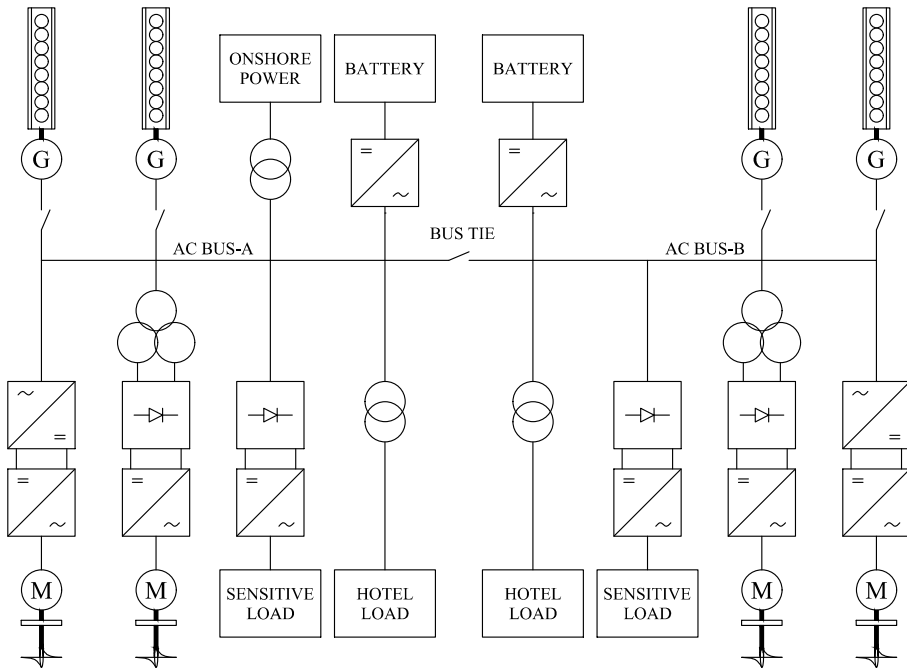 ONSHORE
POWER
BATTERY
BATTERY
G
G
G
G
BUS TIE
AC BUS-A
AC BUS-B
M
M
SENSITIVE
LOAD
HOTEL
LOAD
HOTEL
LOAD
SENSITIVE
LOAD
M
M